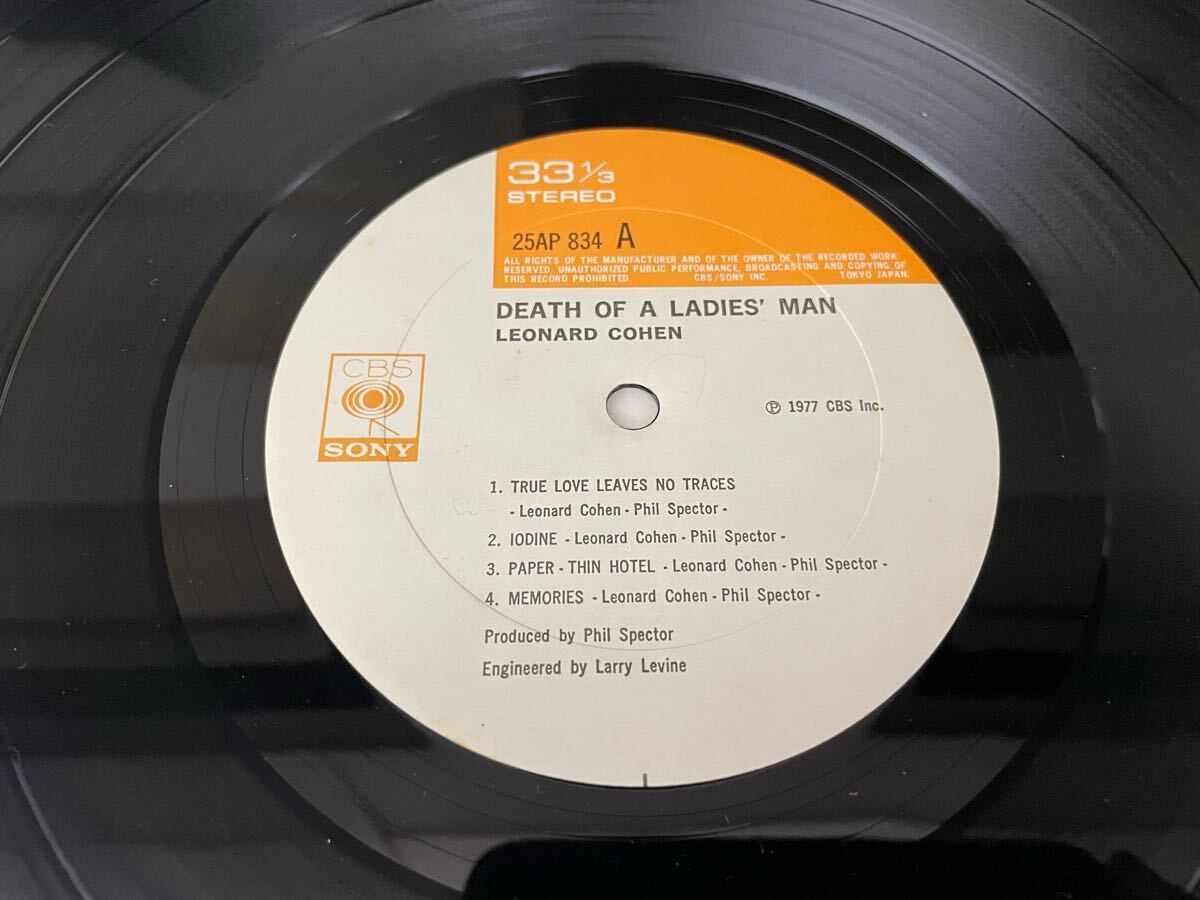 33 1/3
STEREO
25AP 834 A
ALL RIGHTS OF THE MANUFACTURER AND OF THE OWNER OF THE RECORDED WORK
RESERVED. UNAUTHORIZED PUBLIC PERFORMANCE, BROADCASTING AND COPYING OF
THIS RECORD PROHIBITED. CBS/SONY INC. TOKYO JAPAN.
DEATH OF A LADIES' MAN
LEONARD COHEN
CBS
SONY
℗ 1977 CBS Inc.
1. TRUE LOVE LEAVES NO TRACES
- Leonard Cohen - Phil Spector -
2. IODINE - Leonard Cohen - Phil Spector -
3. PAPER - THIN HOTEL - Leonard Cohen - Phil Spector -
4. MEMORIES - Leonard Cohen - Phil Spector -
Produced by Phil Spector
Engineered by Larry Levine